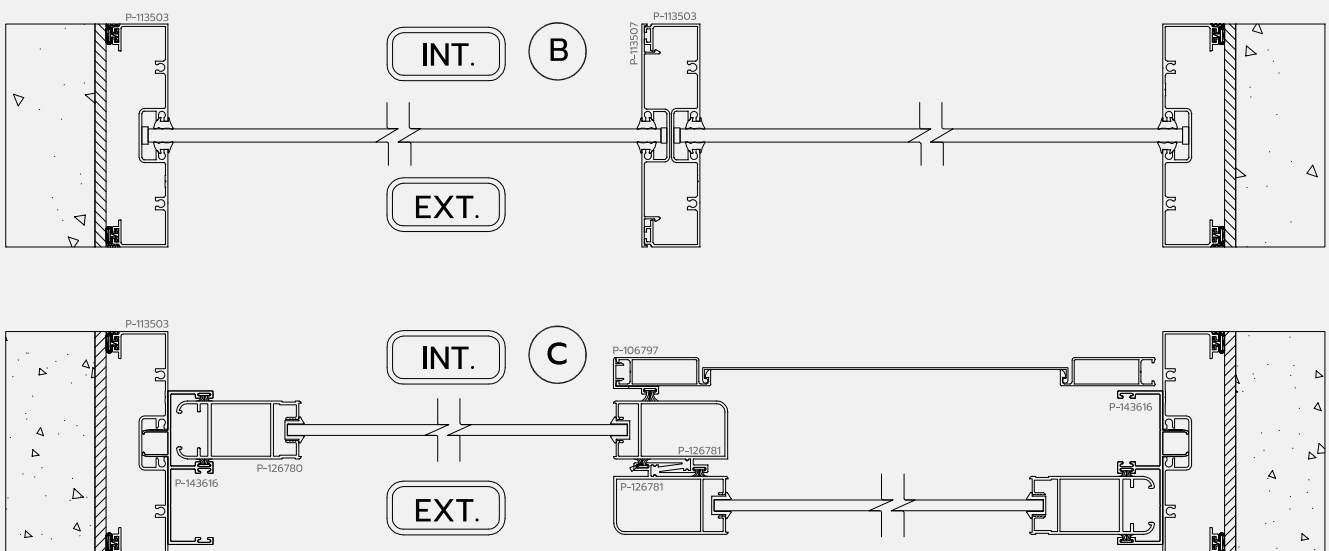 P-113503
P-113503
P-113507
INT.
B
EXT.
P-113503
INT.
C
P-106797
P-143616
P-126781
P-126780
P-143616
P-126781
EXT.